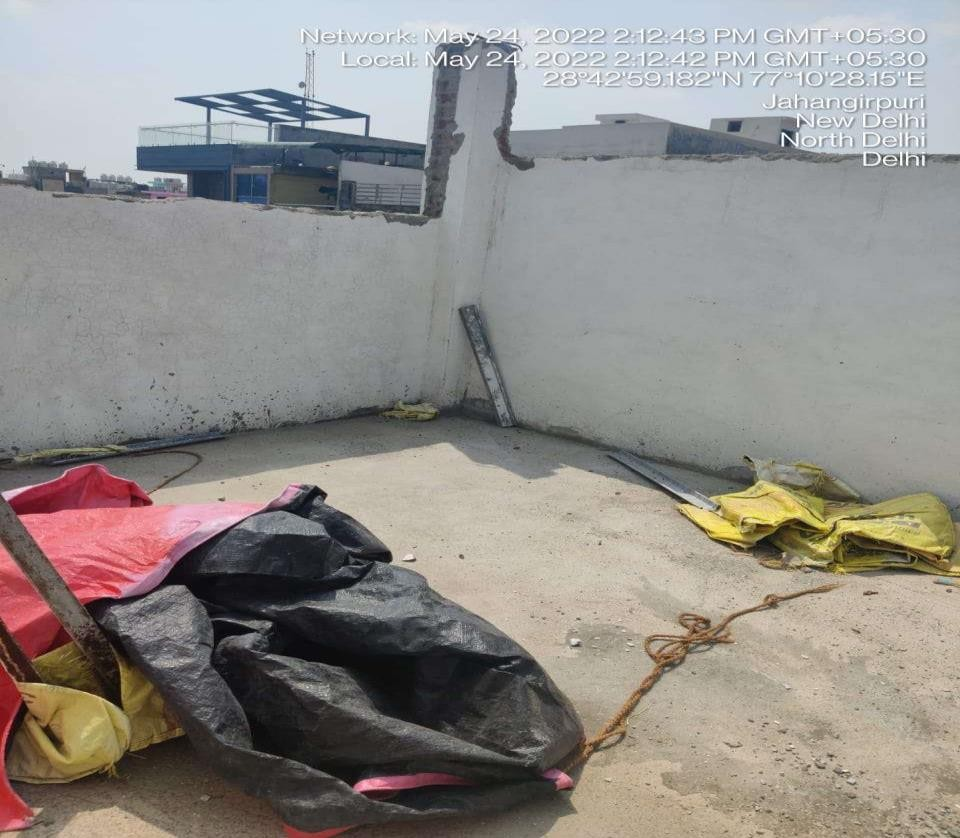 Network: May 24, 2022 2:12:43 PM GMT+05:30
Local: May 24, 2022 2:12:42 PM GMT+05:30
28°42'59.182"N 77°10'28.15"E
Jahangirpuri
New Delhi
North Delhi
Delhi